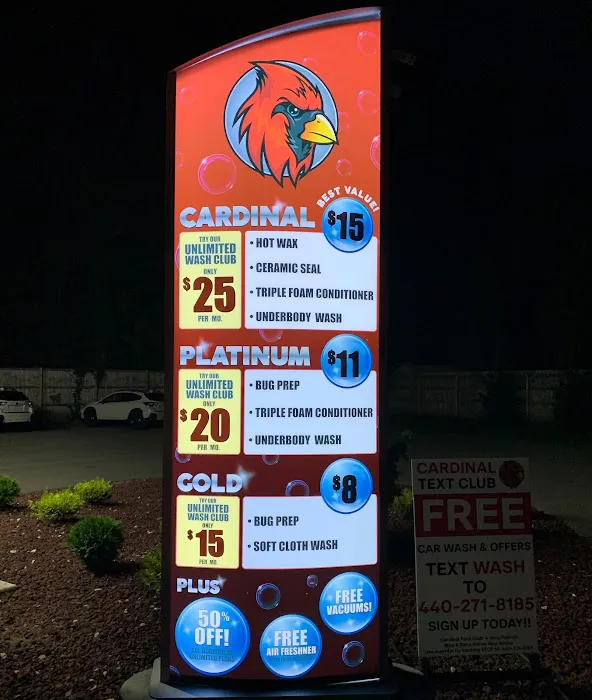 BEST VALUE!
CARDINAL
$15
TRY OUR
UNLIMITED
WASH CLUB
ONLY
$25
PER MO.
• HOT WAX
• CERAMIC SEAL
• TRIPLE FOAM CONDITIONER
• UNDERBODY WASH
PLATINUM
$11
TRY OUR
UNLIMITED
WASH CLUB
ONLY
$20
PER MO.
• BUG PREP
• TRIPLE FOAM CONDITIONER
• UNDERBODY WASH
GOLD
$8
TRY OUR
UNLIMITED
WASH CLUB
ONLY
$15
PER MO.
• BUG PREP
• SOFT CLOTH WASH
PLUS
50%
OFF!
UNLIMITED PLANS
FREE
AIR FRESHNER
FREE
VACUUMS!
CARDINAL
TEXT CLUB
FREE
CAR WASH & OFFERS
TEXT WASH
TO
440-271-8185
SIGN UP TODAY!!